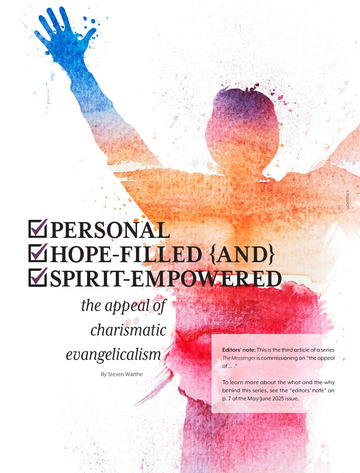 PERSONAL
HOPE-FILLED {AND}
SPIRIT-EMPOWERED
the appeal of
charismatic
evangelicalism
By Steven Warthe
Editors' note: This is the third article of a series
The Messenger is commissioning on "the appeal
of . . . "
To learn more about the what and the why
behind this series, see the "editors' note" on
p. 7 of the May/June 2025 issue.